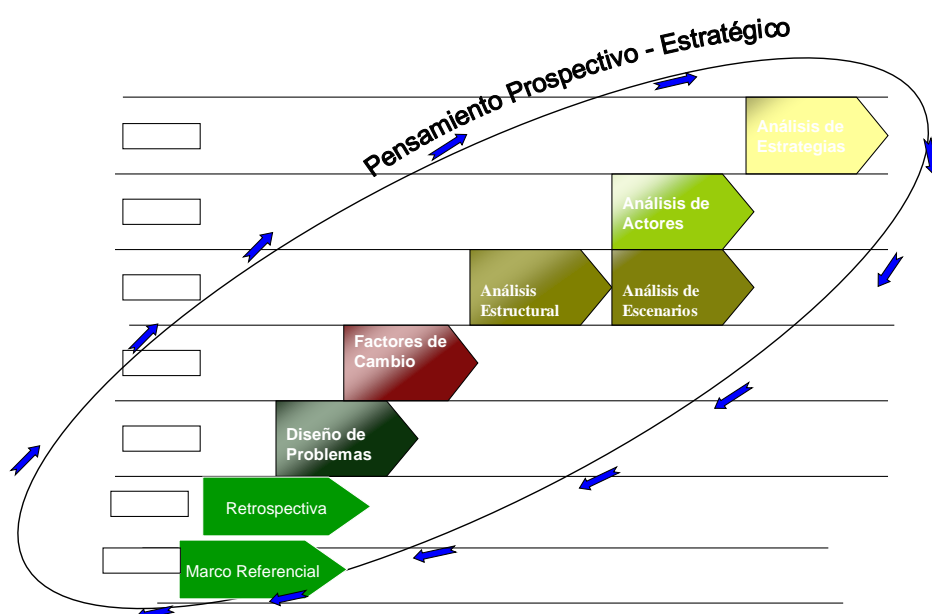 Pensamiento Prospectivo - Estratégico
Análisis de
Estrategias
Análisis de
Actores
Análisis
Estructural
Análisis de
Escenarios
Factores de
Cambio
Diseño de
Problemas
Retrospectiva
Marco Referencial